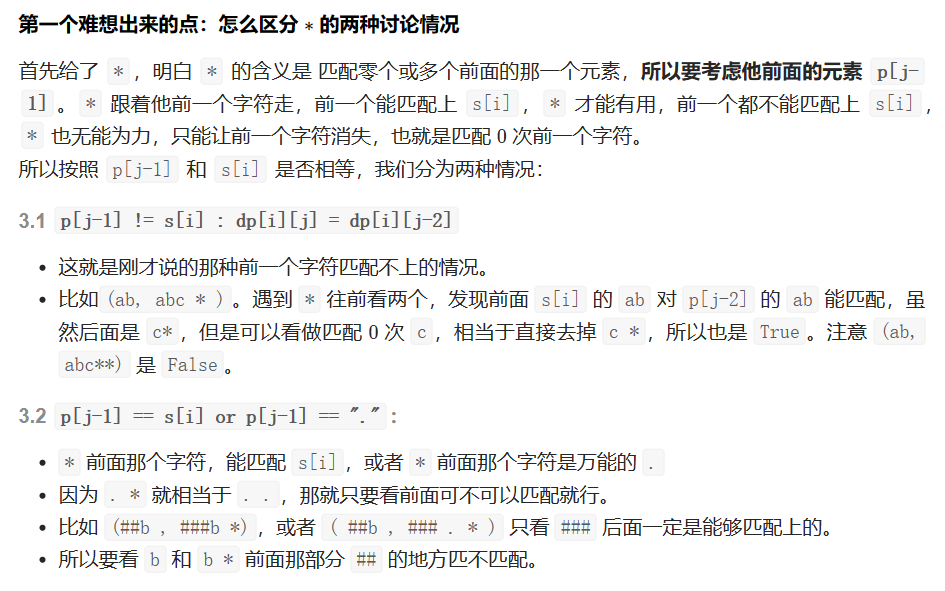 第一个难想出来的点：怎么区分 * 的两种讨论情况
首先给了 * ，明白 * 的含义是 匹配零个或多个前面的那一个元素，所以要考虑他前面的元素 p[j-
1] 。 * 跟着他前一个字符走，前一个能匹配上 s[i] ， * 才能有用，前一个都不能匹配上 s[i] ，
* 也无能为力，只能让前一个字符消失，也就是匹配 0 次前一个字符。
所以按照 p[j-1] 和 s[i] 是否相等，我们分为两种情况：
3.1 p[j-1] != s[i] : dp[i][j] = dp[i][j-2]
• 这就是刚才说的那种前一个字符匹配不上的情况。
• 比如(ab, abc * ) 。遇到 * 往前看两个，发现前面 s[i] 的 ab 对 p[j-2] 的 ab 能匹配，虽
然后面是 c* ，但是可以看做匹配 0 次 c ，相当于直接去掉 c * ，所以也是 True 。注意 (ab,
abc**) 是 False 。
3.2 p[j-1] == s[i] or p[j-1] == "." :
• * 前面那个字符，能匹配 s[i] ，或者 * 前面那个字符是万能的 .
• 因为 . * 就相当于 . . ，那就只要看前面可不可以匹配就行。
• 比如 (##b , ###b *) ，或者 ( ##b , ### . * ) 只看 ### 后面一定是能够匹配上的。
• 所以要看 b 和 b * 前面那部分 ## 的地方匹不匹配。